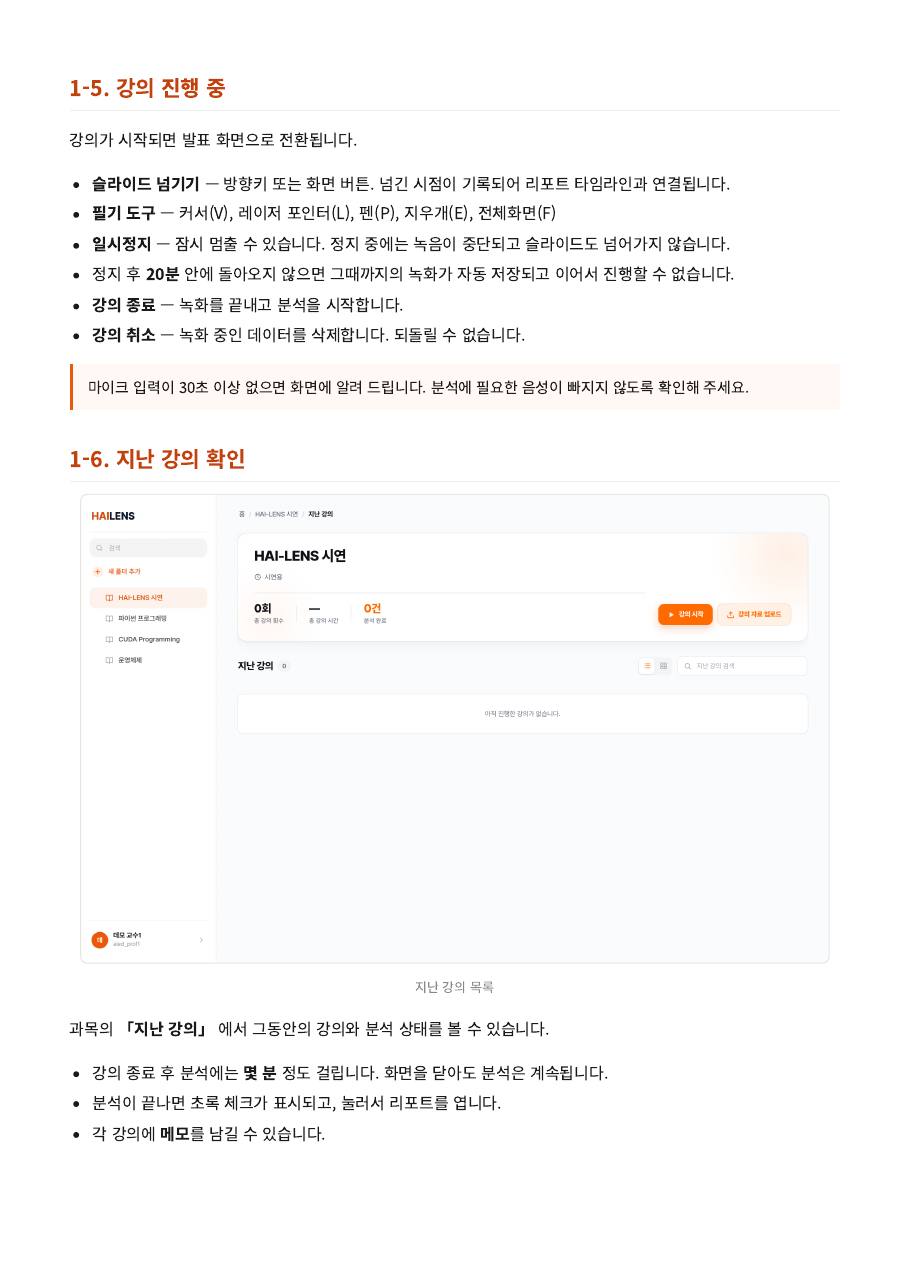 1-5. 강의 진행 중
강의가 시작되면 발표 화면으로 전환됩니다.
• 슬라이드 넘기기 — 방향키 또는 화면 버튼. 넘긴 시점이 기록되어 리포트 타임라인과 연결됩니다.
• 필기 도구 — 커서(V), 레이저 포인터(L), 펜(P), 지우개(E), 전체화면(F)
• 일시정지 — 잠시 멈출 수 있습니다. 정지 중에는 녹음이 중단되고 슬라이드도 넘어가지 않습니다.
• 정지 후 20분 안에 돌아오지 않으면 그때까지의 녹화가 자동 저장되고 이어서 진행할 수 없습니다.
• 강의 종료 — 녹화를 끝내고 분석을 시작합니다.
• 강의 취소 — 녹화 중인 데이터를 삭제합니다. 되돌릴 수 없습니다.
마이크 입력이 30초 이상 없으면 화면에 알려 드립니다. 분석에 필요한 음성이 빠지지 않도록 확인해 주세요.
1-6. 지난 강의 확인
HAILENS
검색
새 폴더 추가
HAI-LENS 시연
파이썬 프로그래밍
CUDA Programming
운영체제
데모 교수1
홈 / HAI-LENS 시연 / 지난 강의
HAI-LENS 시연
시연용
0회 — 0건
총 강의 횟수 총 강의 시간 분석 완료
강의 시작 강의 자료 업로드
지난 강의 0
지난 강의 검색
아직 진행한 강의가 없습니다.
지난 강의 목록
과목의 「지난 강의」 에서 그동안의 강의와 분석 상태를 볼 수 있습니다.
• 강의 종료 후 분석에는 몇 분 정도 걸립니다. 화면을 닫아도 분석은 계속됩니다.
• 분석이 끝나면 초록 체크가 표시되고, 눌러서 리포트를 엽니다.
• 각 강의에 메모를 남길 수 있습니다.